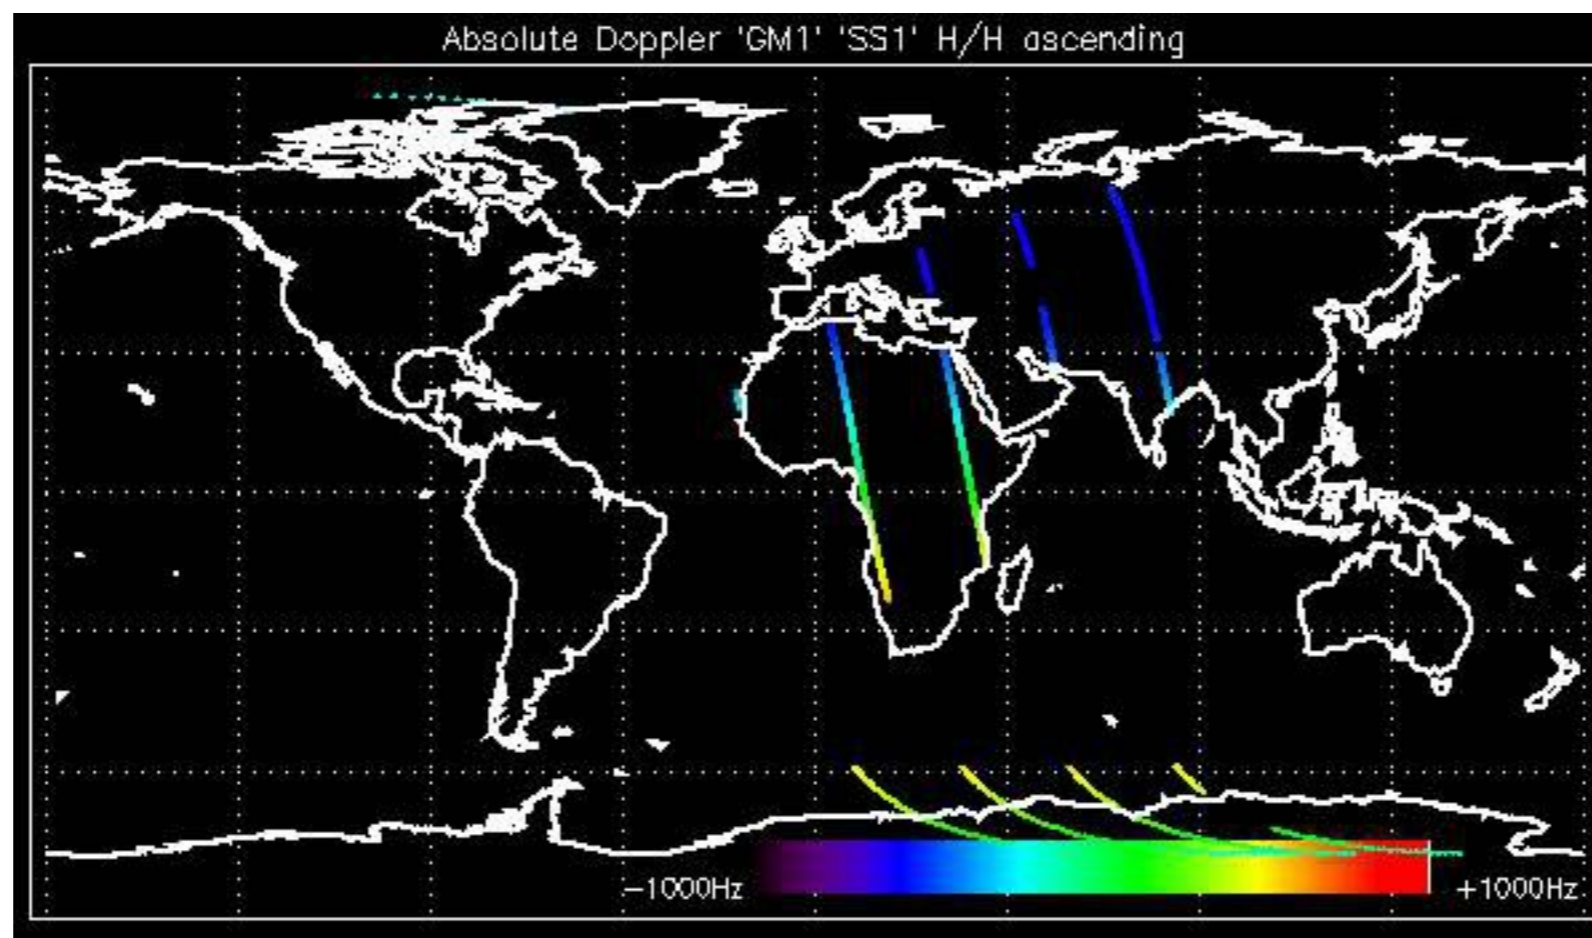 Absolute Doppler 'GM1' 'SS1' H/H ascending
-1000Hz
+1000Hz